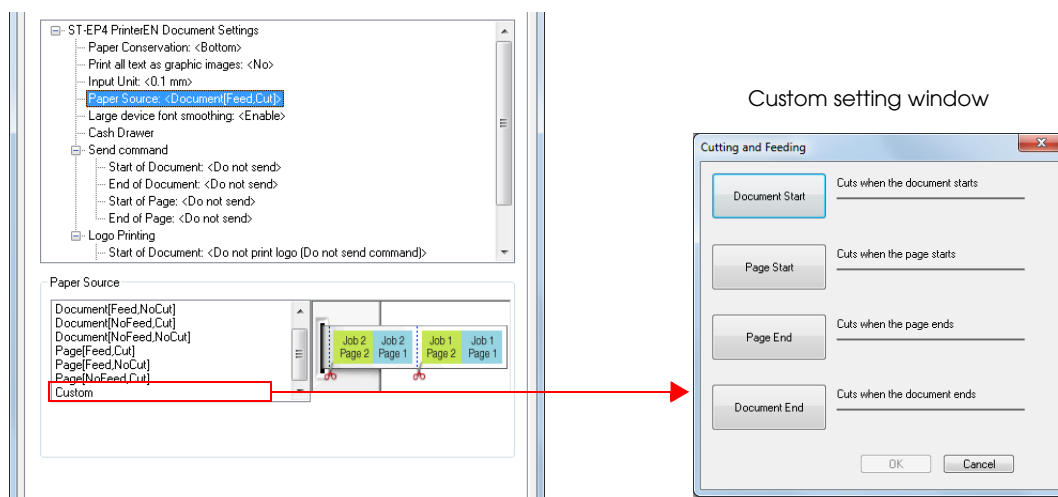 ST-EP4 PrinterEN Document Settings
Paper Conservation: <Bottom>
Print all text as graphic images: <No>
Input Unit: <0.1 mm>
Paper Source: <Document[Feed,Cut]>
Large device font smoothing: <Enable>
Cash Drawer
Send command
Start of Document: <Do not send>
End of Document: <Do not send>
Start of Page: <Do not send>
End of Page: <Do not send>
Logo Printing
Start of Document: <Do not print logo (Do not send command)>
Paper Source
Document[Feed,NoCut]
Document[NoFeed,Cut]
Document[NoFeed,NoCut]
Page[Feed,Cut]
Page[Feed,NoCut]
Page[NoFeed,Cut]
Custom
Job 2 Job 2 Job 1 Job 1
Page 2 Page 1 Page 2 Page 1
Custom setting window
Cutting and Feeding
Document Start
Cuts when the document starts
Page Start
Cuts when the page starts
Page End
Cuts when the page ends
Document End
Cuts when the document ends
OK Cancel